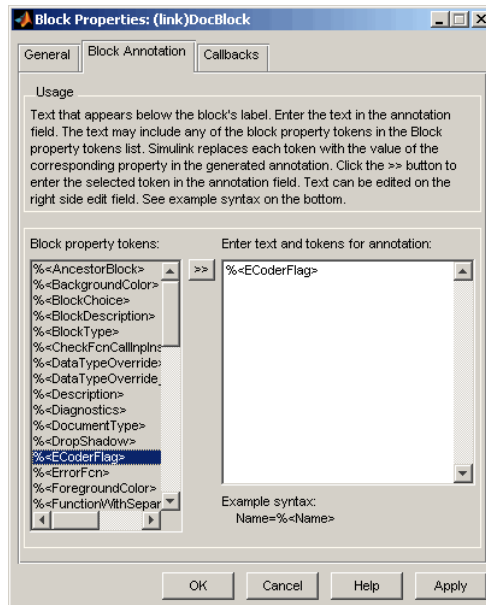 Block Properties: (link)DocBlock
General
Block Annotation
Callbacks
Usage
Text that appears below the block's label. Enter the text in the annotation
field. The text may include any of the block property tokens in the Block
property tokens list. Simulink replaces each token with the value of the
corresponding property in the generated annotation. Click the >> button to
enter the selected token in the annotation field. Text can be edited on the
right side edit field. See example syntax on the bottom.
Block property tokens:
Enter text and tokens for annotation:
%<AncestorBlock>
%<BackgroundColor>
%<BlockChoice>
%<BlockDescription>
%<BlockType>
%<CheckFcnCallInpIns
%<DataTypeOverride>
%<DataTypeOverride_
%<Description>
%<Diagnostics>
%<DocumentType>
%<DropShadow>
%<ECoderFlag>
%<ErrorFcn>
%<ForegroundColor>
%<FunctionWithSepar
>>
%<ECoderFlag>
Example syntax:
Name=%<Name>
OK
Cancel
Help
Apply